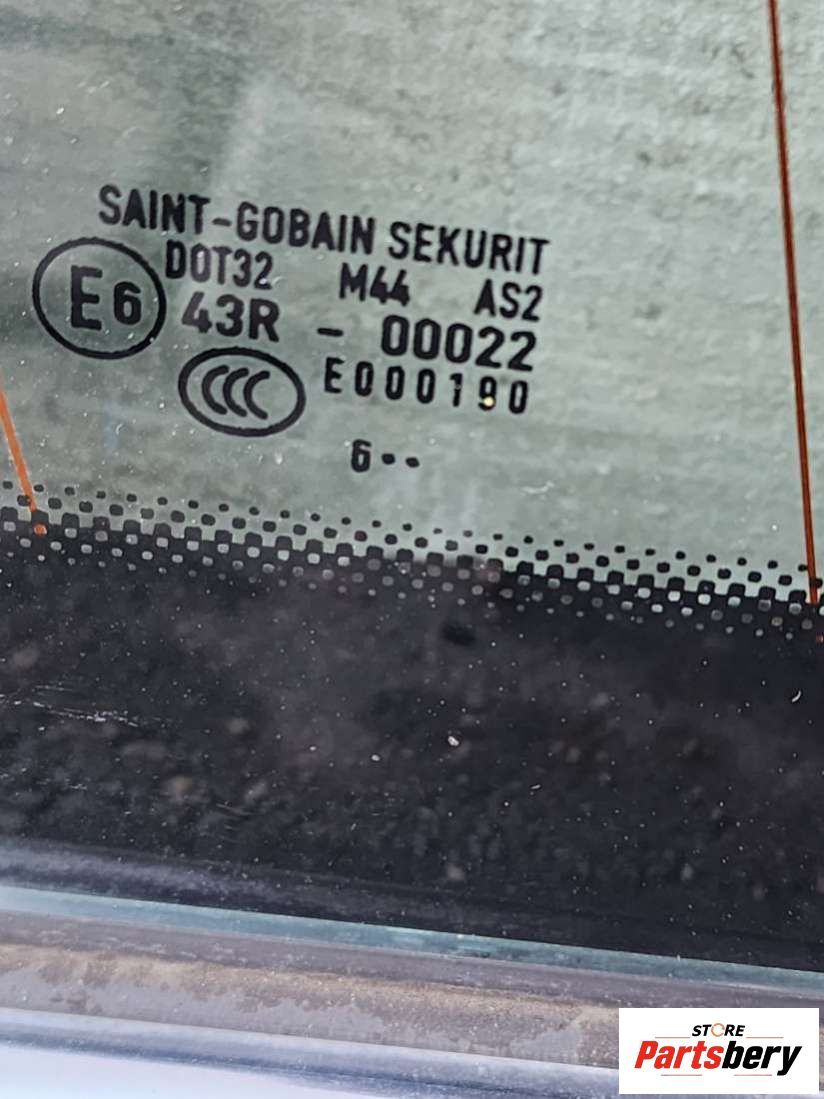 SAINT-GOBAIN SEKURIT
DOT32 M44 AS2
E6 43R - 00022
CCC E000190
6••
STORE
Partsbery